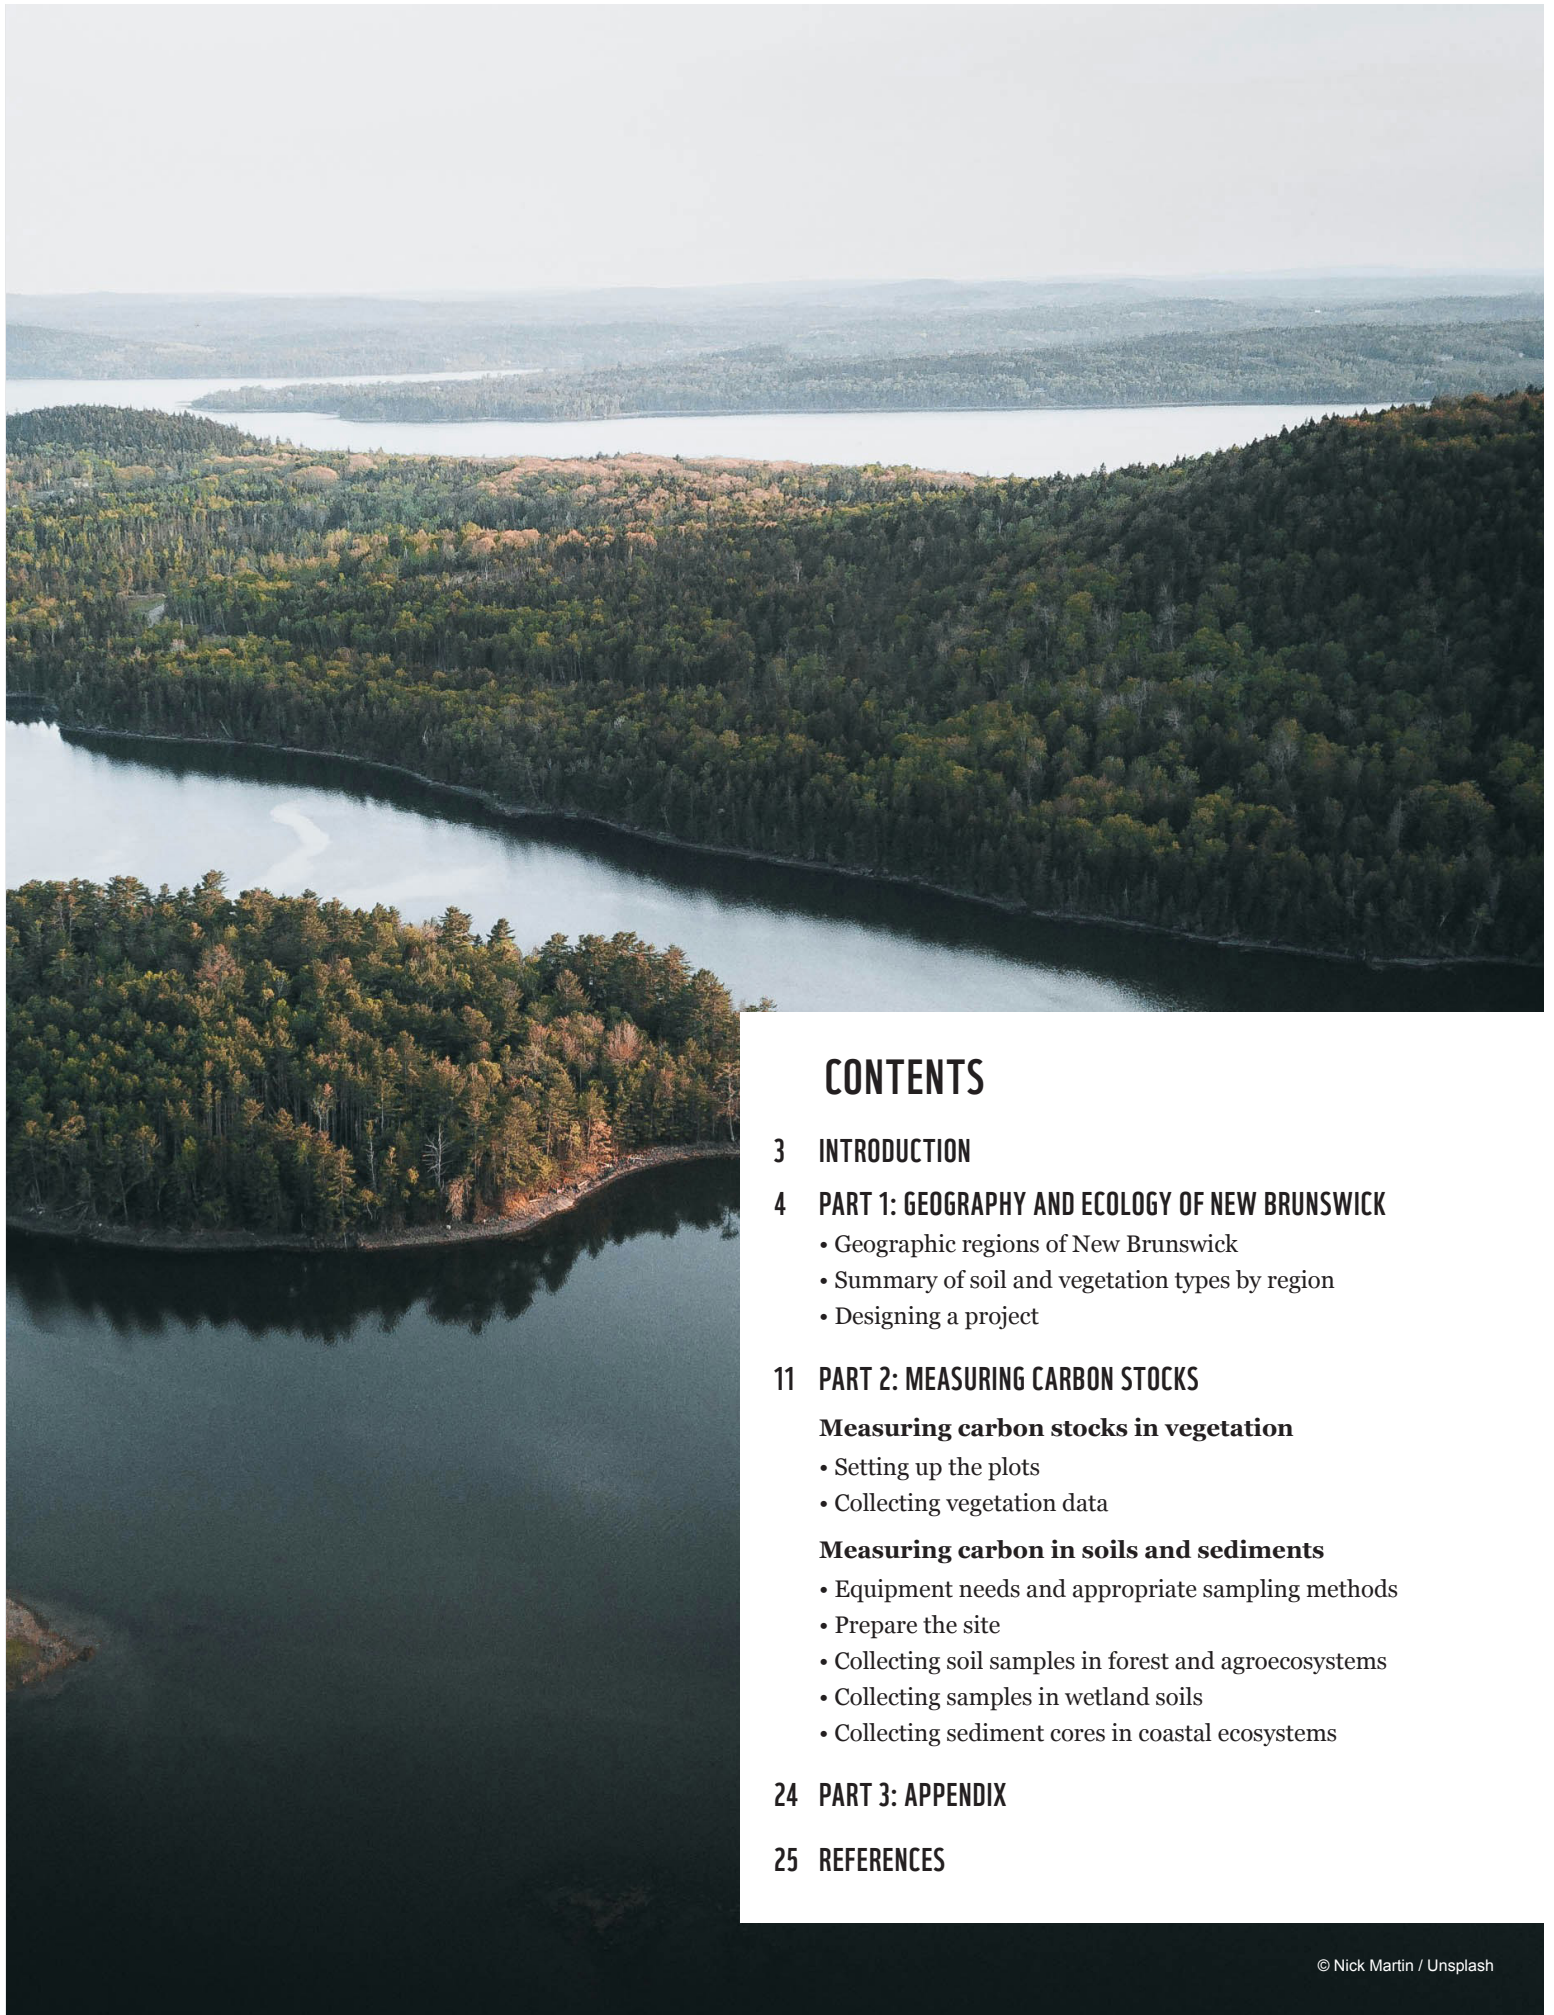 CONTENTS
3 INTRODUCTION
4 PART 1: GEOGRAPHY AND ECOLOGY OF NEW BRUNSWICK
• Geographic regions of New Brunswick
• Summary of soil and vegetation types by region
• Designing a project
11 PART 2: MEASURING CARBON STOCKS
Measuring carbon stocks in vegetation
• Setting up the plots
• Collecting vegetation data
Measuring carbon in soils and sediments
• Equipment needs and appropriate sampling methods
• Prepare the site
• Collecting soil samples in forest and agroecosystems
• Collecting samples in wetland soils
• Collecting sediment cores in coastal ecosystems
24 PART 3: APPENDIX
25 REFERENCES
© Nick Martin / Unsplash